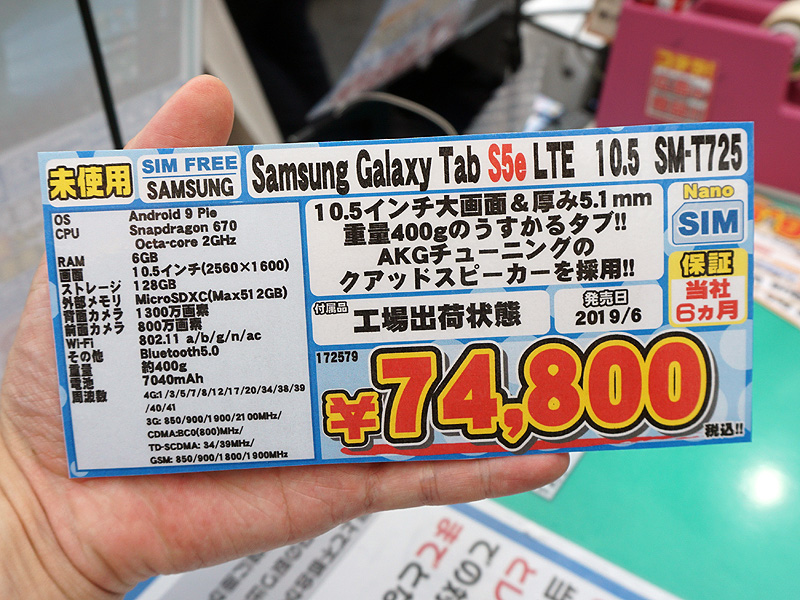 未使用
SIM FREE
SAMSUNG
Samsung Galaxy Tab S5e LTE 10.5 SM-T725
OS Android 9 Pie
CPU Snapdragon 670
Octa-core 2GHz
RAM 6GB
画面 10.5インチ(2560×1600)
ストレージ 128GB
外部メモリ MicroSDXC(Max512GB)
背面カメラ 1300万画素
前面カメラ 800万画素
Wi-Fi 802.11 a/b/g/n/ac
その他 Bluetooth5.0
重量 約400g
電池 7040mAh
周波数 4G:1/3/5/7/8/12/17/20/34/38/39
/40/41
3G: 850/900/1900/2100MHz/
CDMA:BC0(800)MHz/
TD-SCDMA: 34/39MHz/
GSM: 850/900/1800/1900MHz
10.5インチ大画面&厚み5.1mm
重量400gのうすかるタブ!!
AKGチューニングの
クアッドスピーカーを採用!!
Nano
SIM
保証
当社
6ヵ月
付属品
工場出荷状態
発売日
2019/6
172579
¥74,800
税込!!